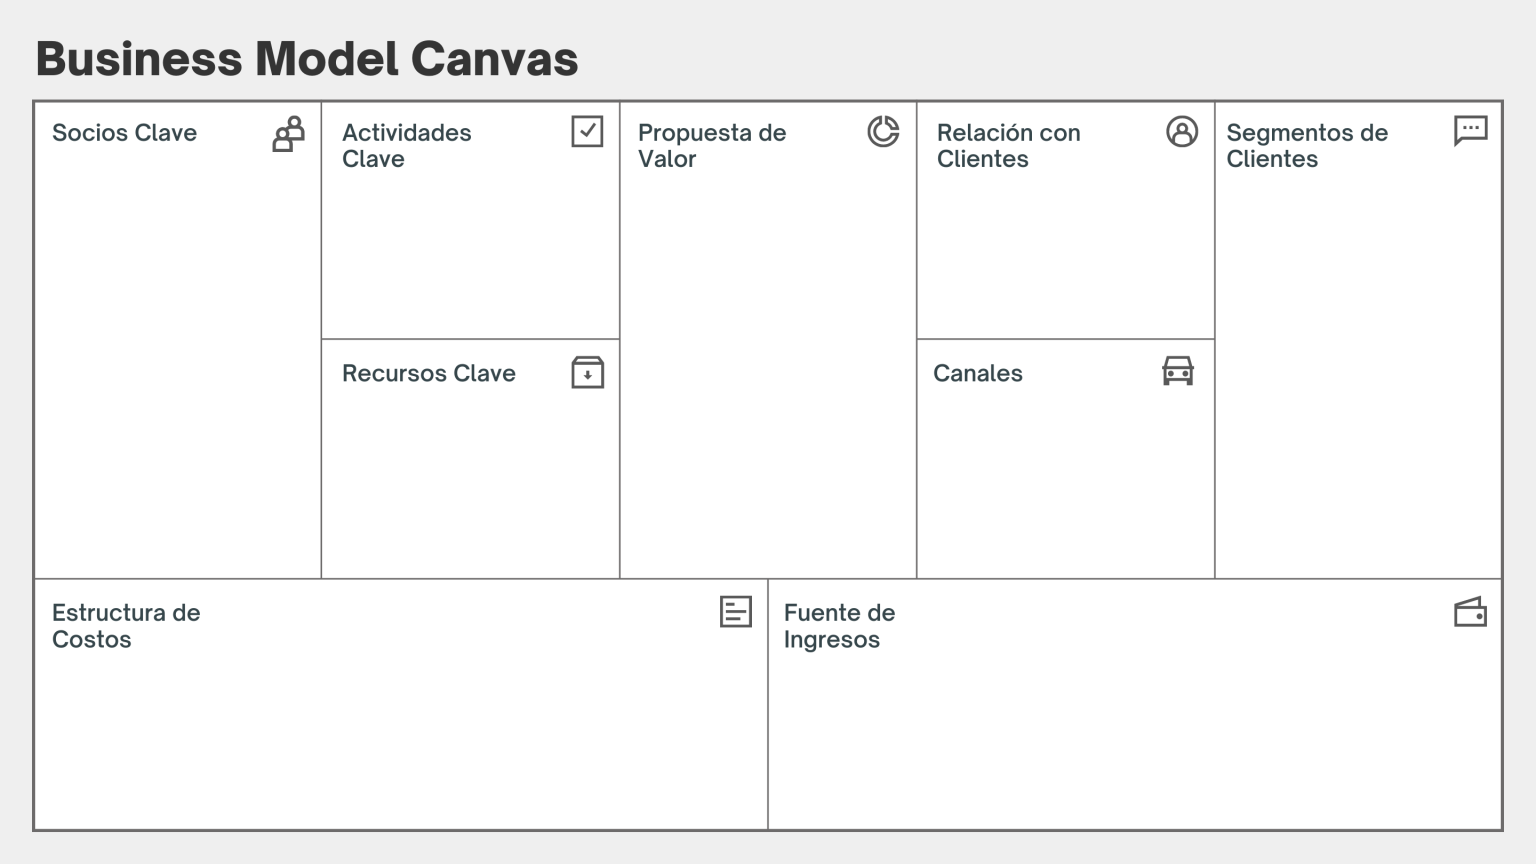 Business Model Canvas
Socios Clave
Actividades
Clave
Recursos Clave
Propuesta de
Valor
Relación con
Clientes
Canales
Segmentos de
Clientes
Estructura de
Costos
Fuente de
Ingresos